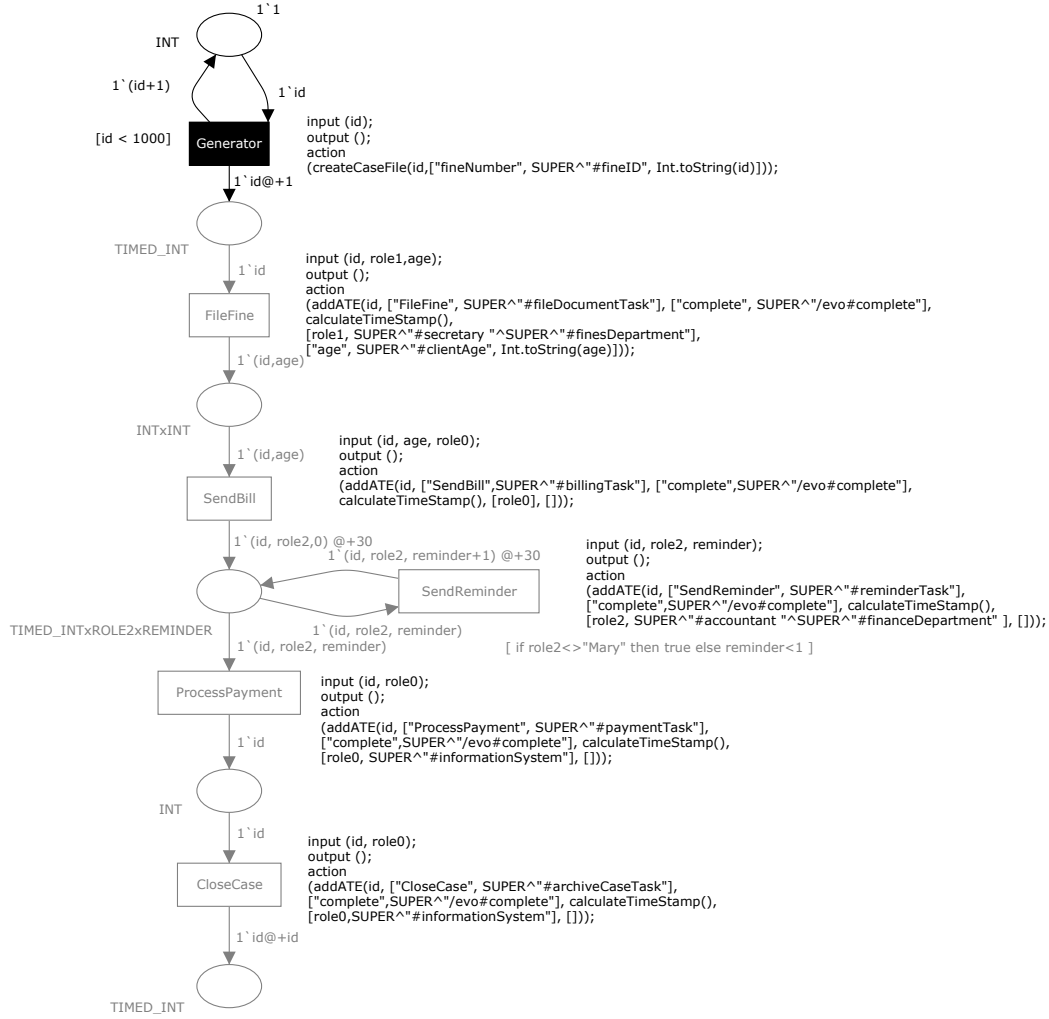 1`1
INT
1`(id+1)
1`id
[id < 1000]
Generator
input (id);
output ();
action
(createCaseFile(id,["fineNumber", SUPER^"#fineID", Int.toString(id)]));
1`id@+1
TIMED_INT
1`id
FileFine
input (id, role1,age);
output ();
action
(addATE(id, ["FileFine", SUPER^"#fileDocumentTask"], ["complete", SUPER^"/evo#complete"],
calculateTimeStamp(),
[role1, SUPER^"#secretary "^SUPER^"#finesDepartment"],
["age", SUPER^"#clientAge", Int.toString(age)]));
1`(id,age)
INTxINT
1`(id,age)
SendBill
input (id, age, role0);
output ();
action
(addATE(id, ["SendBill",SUPER^"#billingTask"], ["complete",SUPER^"/evo#complete"],
calculateTimeStamp(), [role0], []));
1`(id, role2,0) @+30
1`(id, role2, reminder+1) @+30
SendReminder
input (id, role2, reminder);
output ();
action
(addATE(id, ["SendReminder", SUPER^"#reminderTask"],
["complete",SUPER^"/evo#complete"], calculateTimeStamp(),
[role2, SUPER^"#accountant "^SUPER^"#financeDepartment" ], []));
TIMED_INTxROLE2xREMINDER
1`(id, role2, reminder)
1`(id, role2, reminder)
[ if role2<>"Mary" then true else reminder<1 ]
ProcessPayment
input (id, role0);
output ();
action
(addATE(id, ["ProcessPayment", SUPER^"#paymentTask"],
["complete",SUPER^"/evo#complete"], calculateTimeStamp(),
[role0, SUPER^"#informationSystem"], []));
1`id
INT
1`id
CloseCase
input (id, role0);
output ();
action
(addATE(id, ["CloseCase", SUPER^"#archiveCaseTask"],
["complete",SUPER^"/evo#complete"], calculateTimeStamp(),
[role0,SUPER^"#informationSystem"], []));
1`id@+id
TIMED_INT